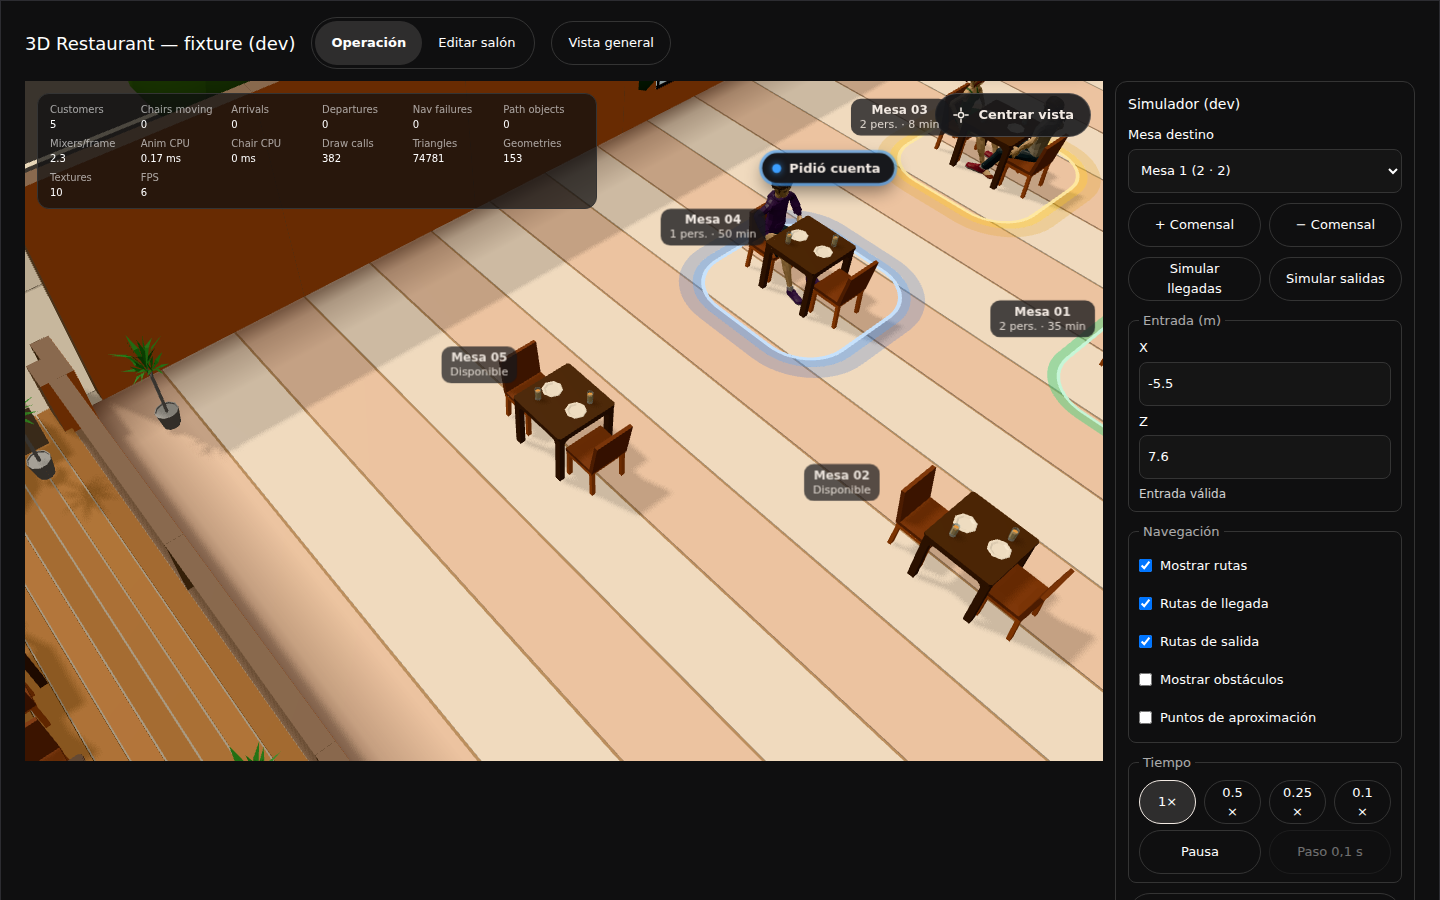 3D Restaurant — fixture (dev)
Operación
Editar salón
Vista general
Customers
5
Chairs moving
0
Arrivals
0
Departures
0
Nav failures
0
Path objects
0
Mixers/frame
2.3
Anim CPU
0.17 ms
Chair CPU
0 ms
Draw calls
382
Triangles
74781
Geometries
153
Textures
10
FPS
6
Mesa 03
2 pers. · 8 min
Centrar vista
Pidió cuenta
Mesa 04
1 pers. · 50 min
Mesa 01
2 pers. · 35 min
Mesa 05
Disponible
Mesa 02
Disponible
Simulador (dev)
Mesa destino
Mesa 1 (2 · 2)
+ Comensal
− Comensal
Simular
llegadas
Simular salidas
Entrada (m)
X
-5.5
Z
7.6
Entrada válida
Navegación
Mostrar rutas
Rutas de llegada
Rutas de salida
Mostrar obstáculos
Puntos de aproximación
Tiempo
1×
0.5
×
0.25
×
0.1
×
Pausa
Paso 0,1 s